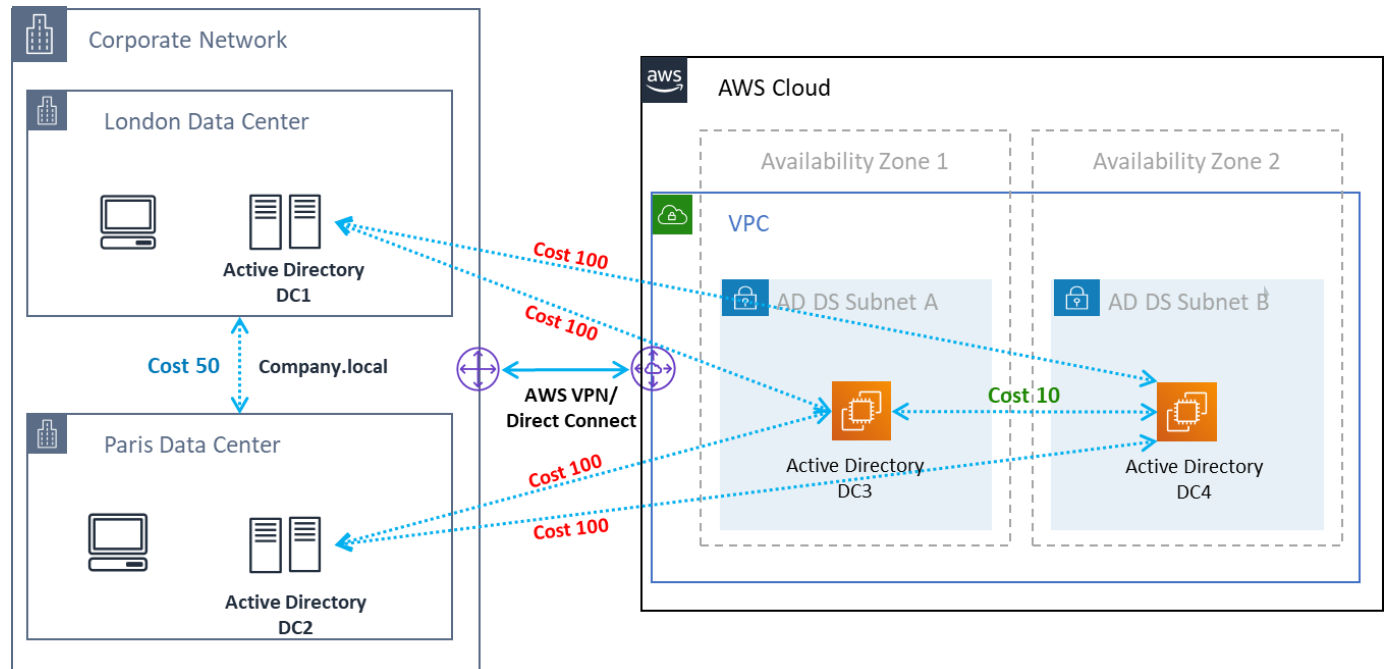 Corporate Network
London Data Center
Active Directory
DC1
Cost 50
Company.local
Paris Data Center
Active Directory
DC2
AWS VPN/
Direct Connect
Cost 100
Cost 100
Cost 100
Cost 100
aws
AWS Cloud
Availability Zone 1
Availability Zone 2
VPC
AD DS Subnet A
AD DS Subnet B
Cost 10
Active Directory
DC3
Active Directory
DC4